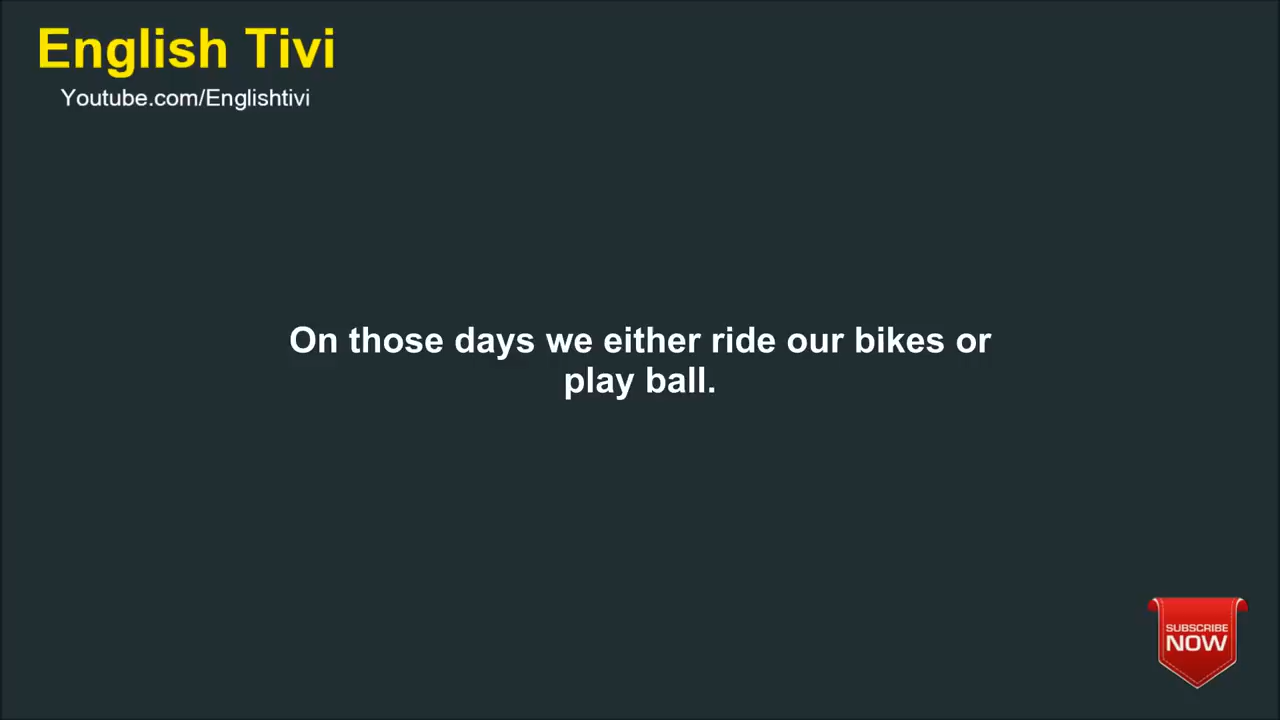 English Tivi
Youtube.com/Englishtivi
On those days we either ride our bikes or
play ball.
SUBSCRIBE
NOW